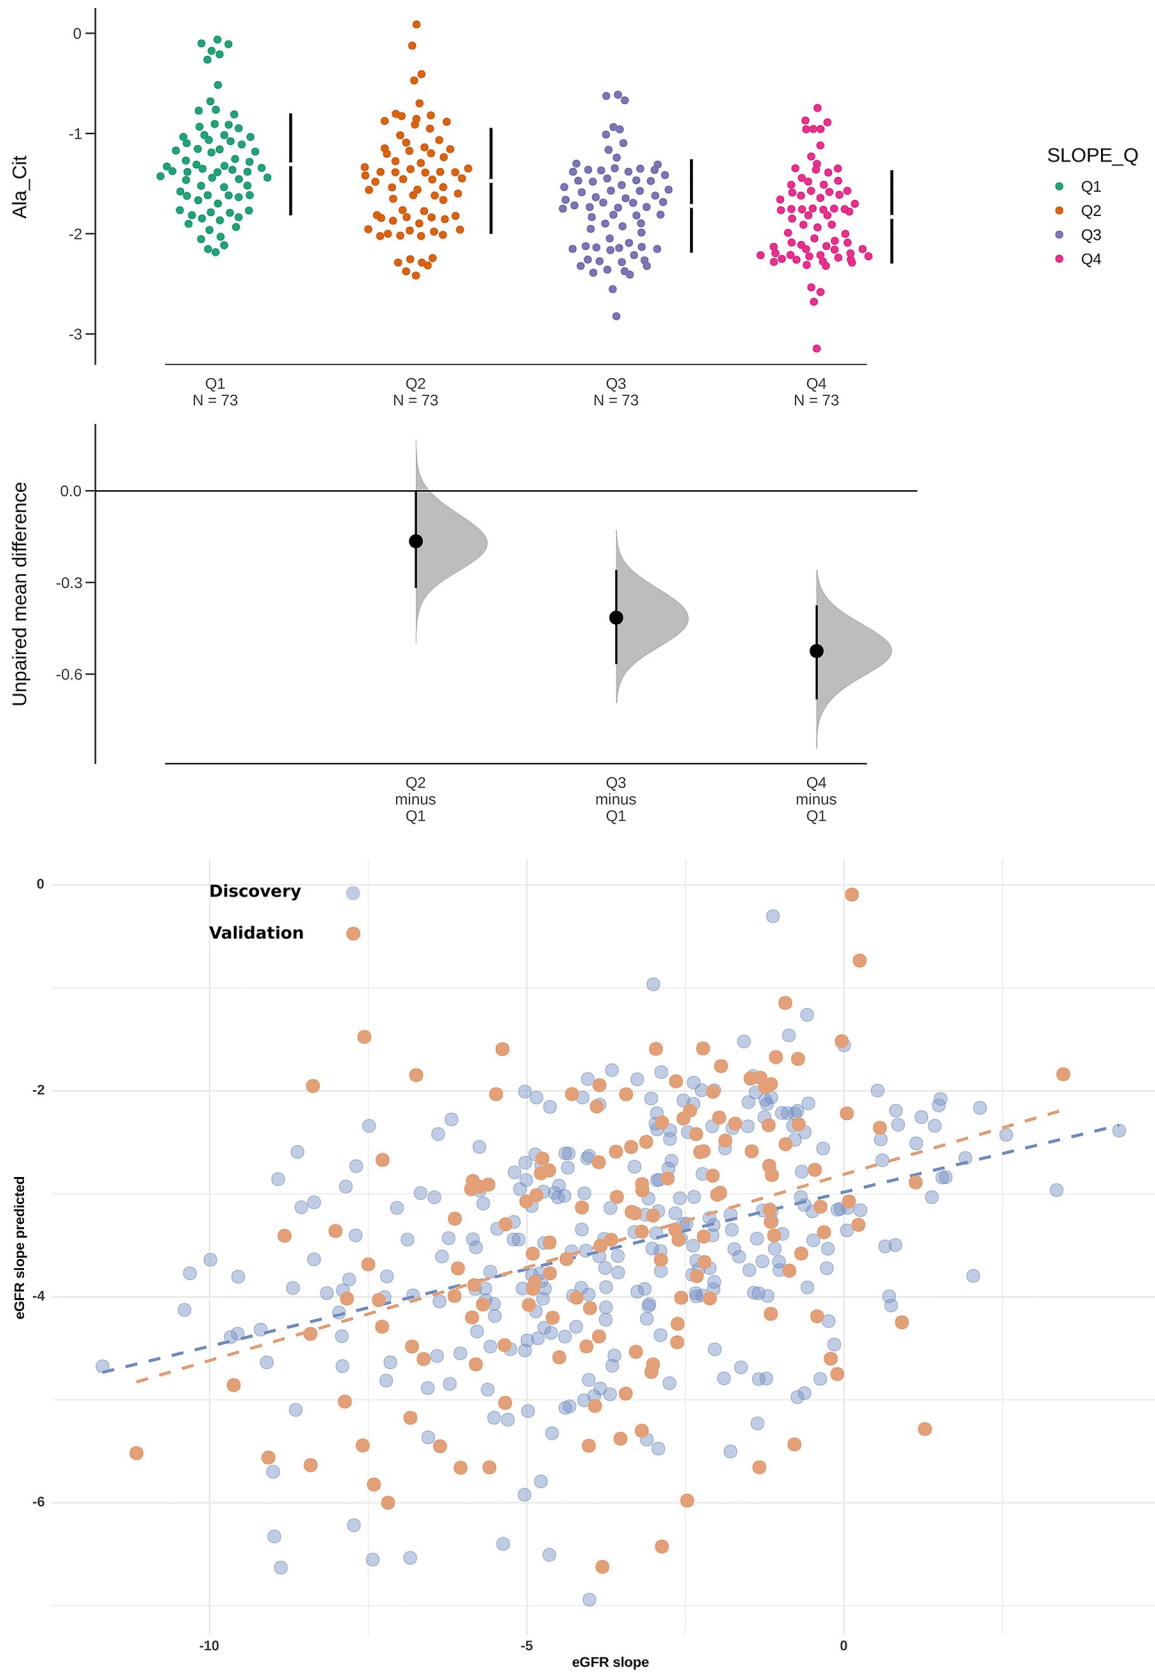 0
-1
-2
-3
Ala_Cit
SLOPE_Q
Q1
Q2
Q3
Q4
Q1
N = 73
Q2
N = 73
Q3
N = 73
Q4
N = 73
0.0
-0.3
-0.6
Unpaired mean difference
Q2
minus
Q1
Q3
minus
Q1
Q4
minus
Q1
Discovery
Validation
0
-2
-4
-6
eGFR slope predicted
-10
-5
0
eGFR slope